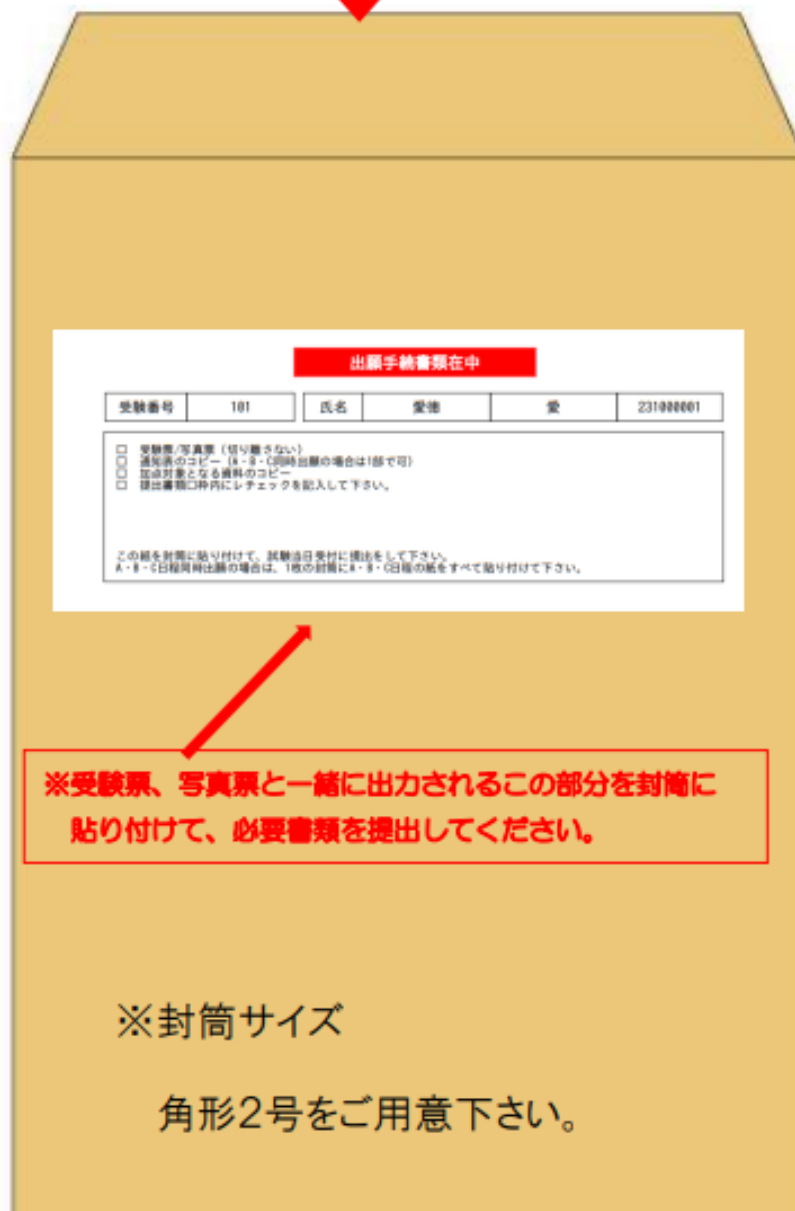 出願手続書類在中
受験番号 101 氏名 愛徳 愛 231000001
□ 受験票/写真票（切り離さない）
□ 通知表のコピー（A・B・C同時出願の場合は1部で可）
□ 加点対象となる資料のコピー
□ 提出書類口枠内にレチェックを記入して下さい。
この紙を封筒に貼り付けて、試験当日受付に提出をして下さい。
A・B・C日程同時出願の場合は、1枚の封筒にA・B・C日程の紙をすべて貼り付けて下さい。
※受験票、写真票と一緒に出力されるこの部分を封筒に
貼り付けて、必要書類を提出してください。
※封筒サイズ
角形2号をご用意下さい。